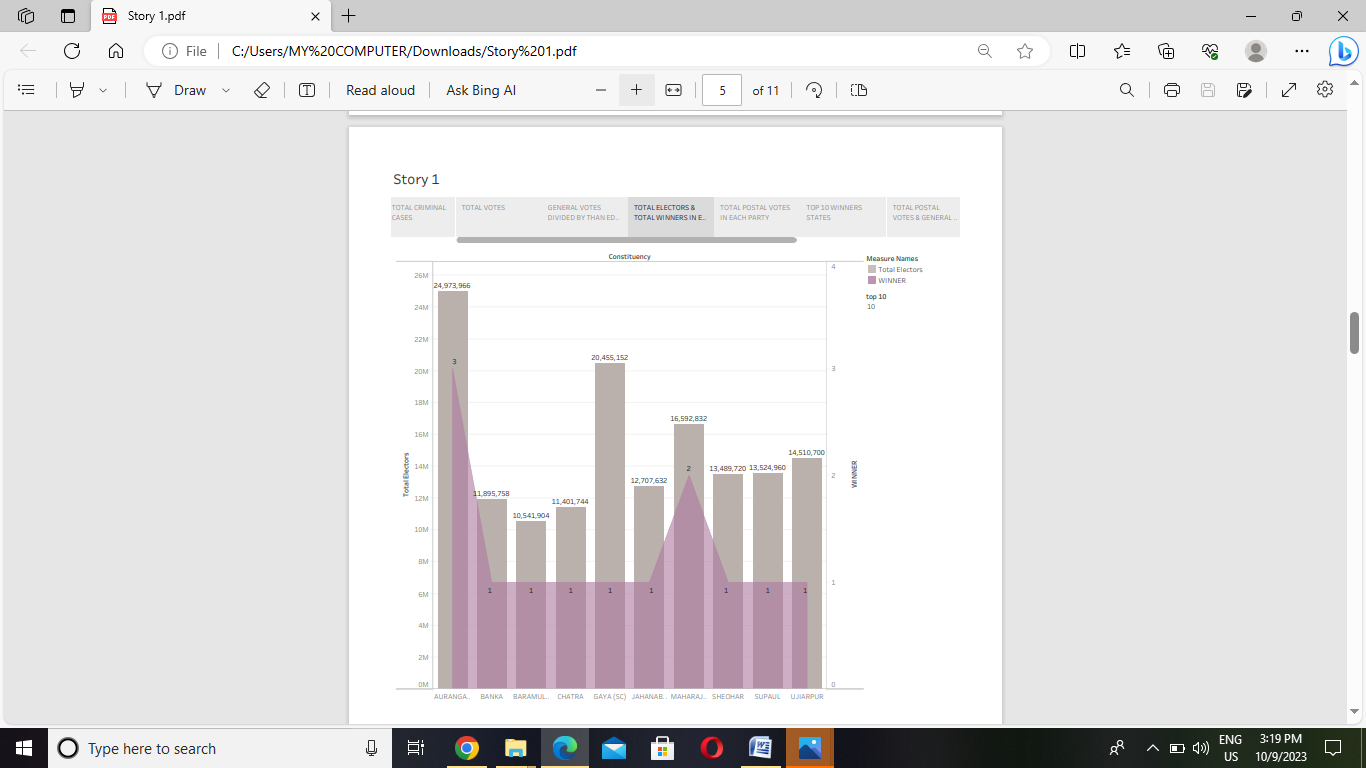 Story 1.pdf
File
C:/Users/MY%20COMPUTER/Downloads/Story%201.pdf
Draw
Read aloud
Ask Bing AI
5
of 11
Story 1
TOTAL CRIMINAL CASES
TOTAL VOTES
GENERAL VOTES DIVIDED BY THAN ED..
TOTAL ELECTORS & TOTAL WINNERS IN E..
TOTAL POSTAL VOTES IN EACH PARTY
TOP 10 WINNERS STATES
TOTAL POSTAL VOTES & GENERAL ..
Constituency
Measure Names
Total Electors
WINNER
top 10
10
Total Electors
26M
24M
22M
20M
18M
16M
14M
12M
10M
8M
6M
4M
2M
0M
24,973,966
11,895,758
10,541,904
11,401,744
20,455,152
12,707,632
16,592,832
13,489,720
13,524,960
14,510,700
3
1
1
1
1
1
2
1
1
1
4
3
2
1
0
WINNER
AURANGA..
BANKA
BARAMUL..
CHATRA
GAYA (SC)
JAHANAB..
MAHARAJ..
SHEOHAR
SUPAUL
UJIARPUR
Type here to search
ENG
US
3:19 PM
10/9/2023